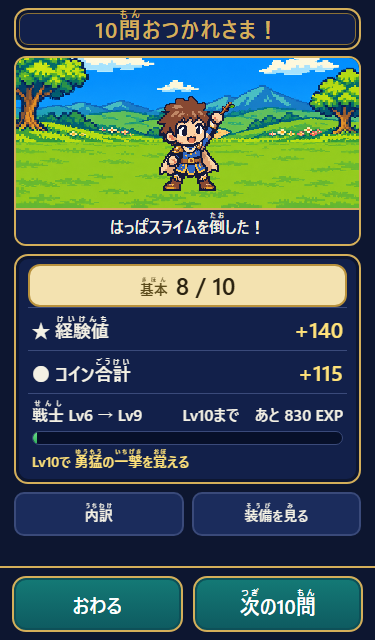 10問おつかれさま！
はっぱスライムを倒した！
基本 8 / 10
★ 経験値 +140
● コイン合計 +115
戦士 Lv6 → Lv9 Lv10まで あと 830 EXP
Lv10で 勇猛の一撃を覚える
内訳 装備を見る
おわる 次の10問